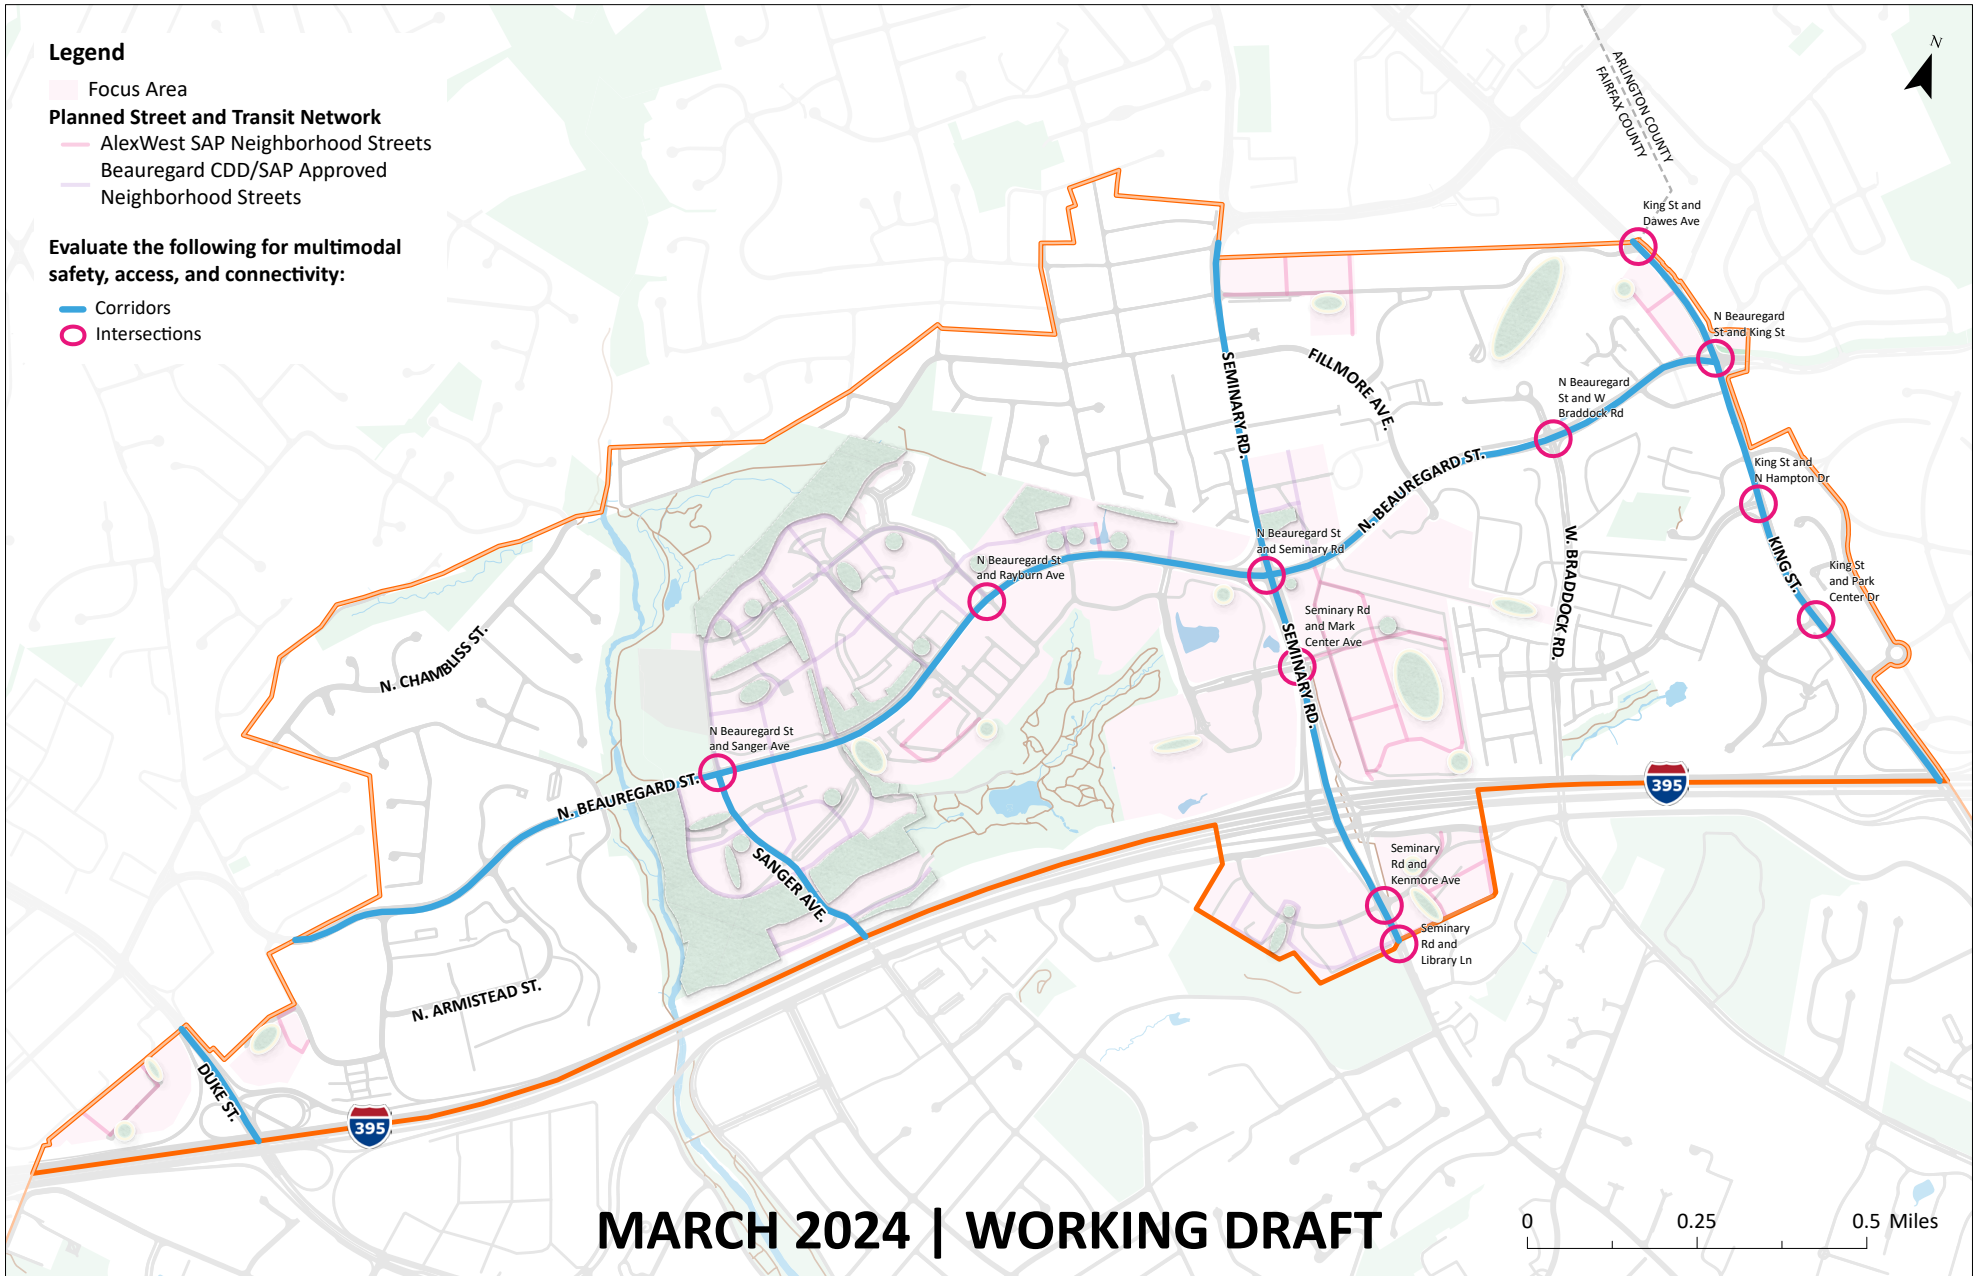 Legend
Focus Area
Planned Street and Transit Network
AlexWest SAP Neighborhood Streets
Beauregard CDD/SAP Approved
Neighborhood Streets
Evaluate the following for multimodal
safety, access, and connectivity:
Corridors
Intersections
N
ARLINGTON COUNTY
FAIRFAX COUNTY
King St and
Dawes Ave
N Beauregard
St and King St
N Beauregard
St and W
Braddock Rd
King St and
N Hampton Dr
King St
and Park
Center Dr
N Beauregard St
and Seminary Rd
N Beauregard St
and Rayburn Ave
Seminary Rd
and Mark
Center Ave
N Beauregard St
and Sanger Ave
Seminary
Rd and
Kenmore Ave
Seminary
Rd and
Library Ln
SEMINARY RD.
FILLMORE AVE.
N. BEAUREGARD ST.
W. BRADDOCK RD.
KING ST.
SEMINARY RD.
N. CHAMBLISS ST.
N. BEAUREGARD ST.
SANGER AVE.
N. ARMISTEAD ST.
DUKE ST.
395
395
MARCH 2024 | WORKING DRAFT
0 0.25 0.5 Miles